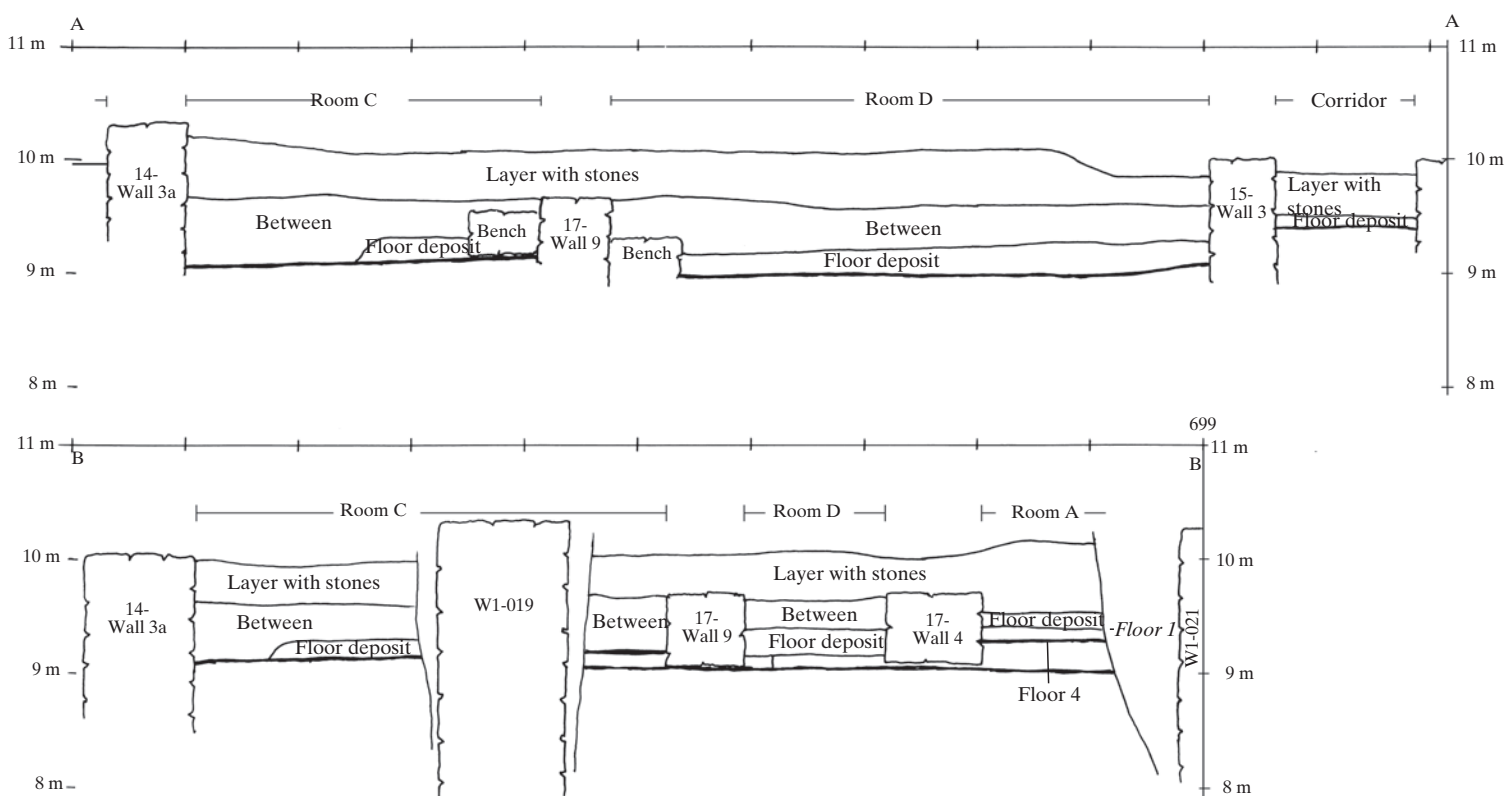 A A
11 m 11 m
Room C Room D Corridor
10 m 10 m
14-
Wall 3a
Layer with stones
15-
Wall 3
Layer with
stones
Between
Bench
17-
Wall 9
Between
Floor deposit
Floor deposit
Bench
Floor deposit
9 m 9 m
8 m 8 m
699
11 m 11 m
B B
Room C Room D Room A
10 m 10 m
Layer with stones
Layer with stones
14-
Wall 3a
W1-019
Between
Between
17-
Wall 9
Between
17-
Wall 4
Floor deposit
Floor 1
W1-021
Floor deposit
Floor deposit
9 m 9 m
Floor 4
8 m 8 m